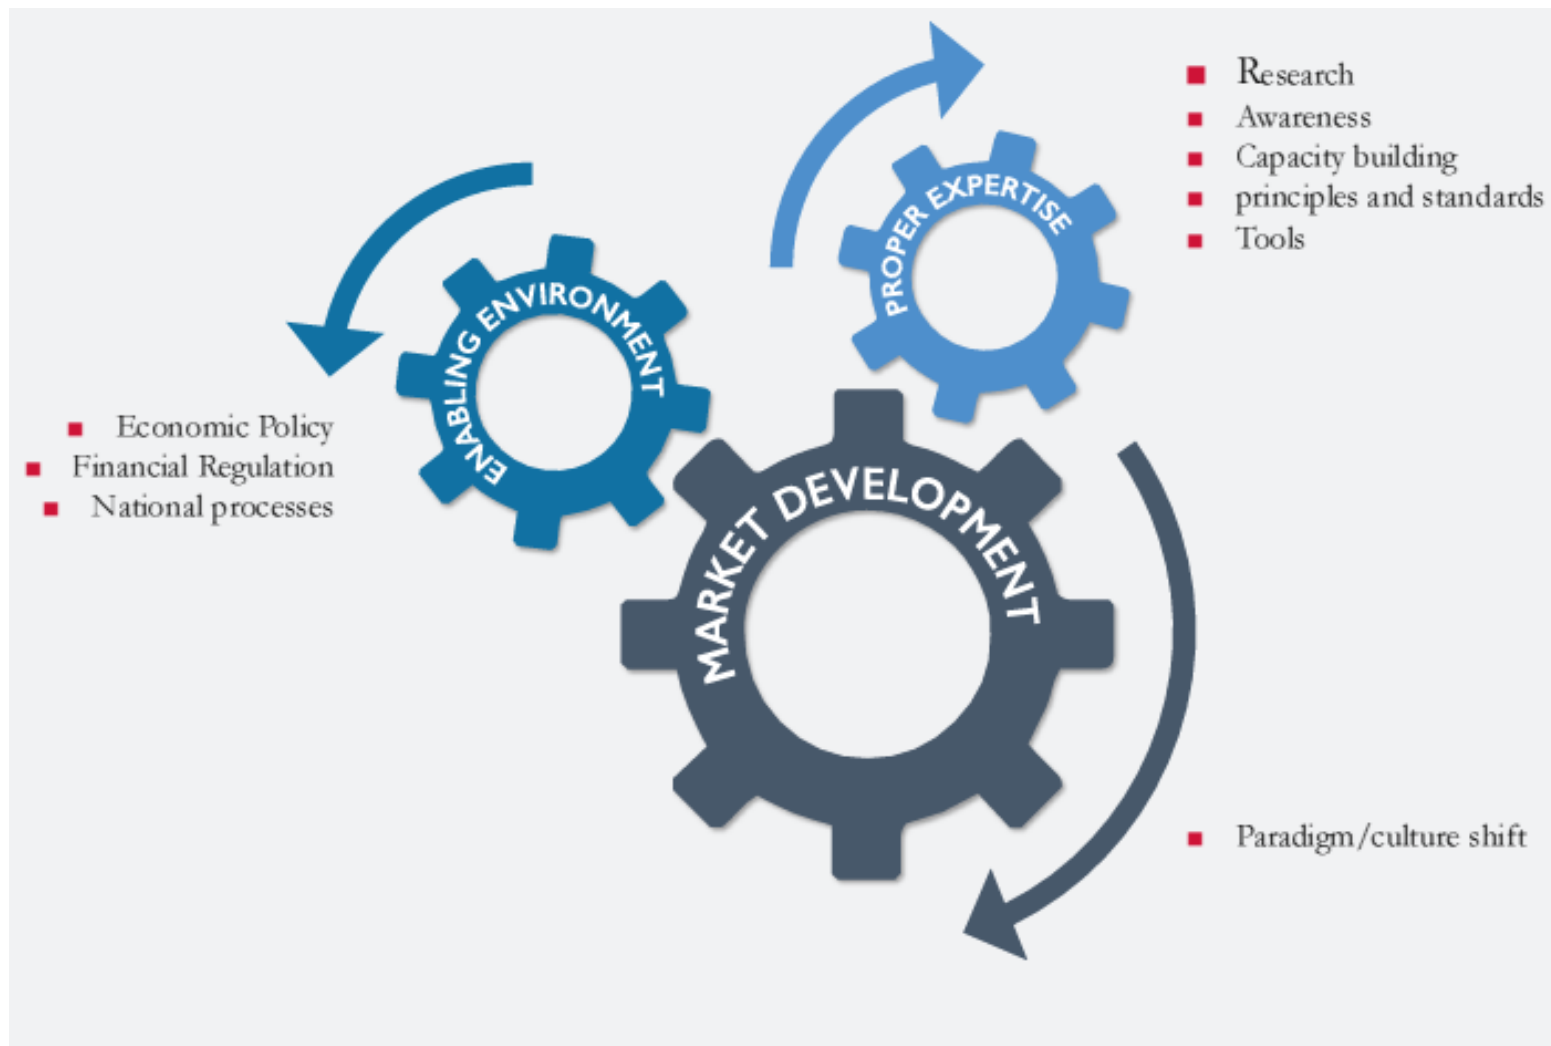 Research
Awareness
Capacity building
principles and standards
Tools
PROPER EXPERTISE
ENABLING ENVIRONMENT
Economic Policy
Financial Regulation
National processes
MARKET DEVELOPMENT
Paradigm/culture shift